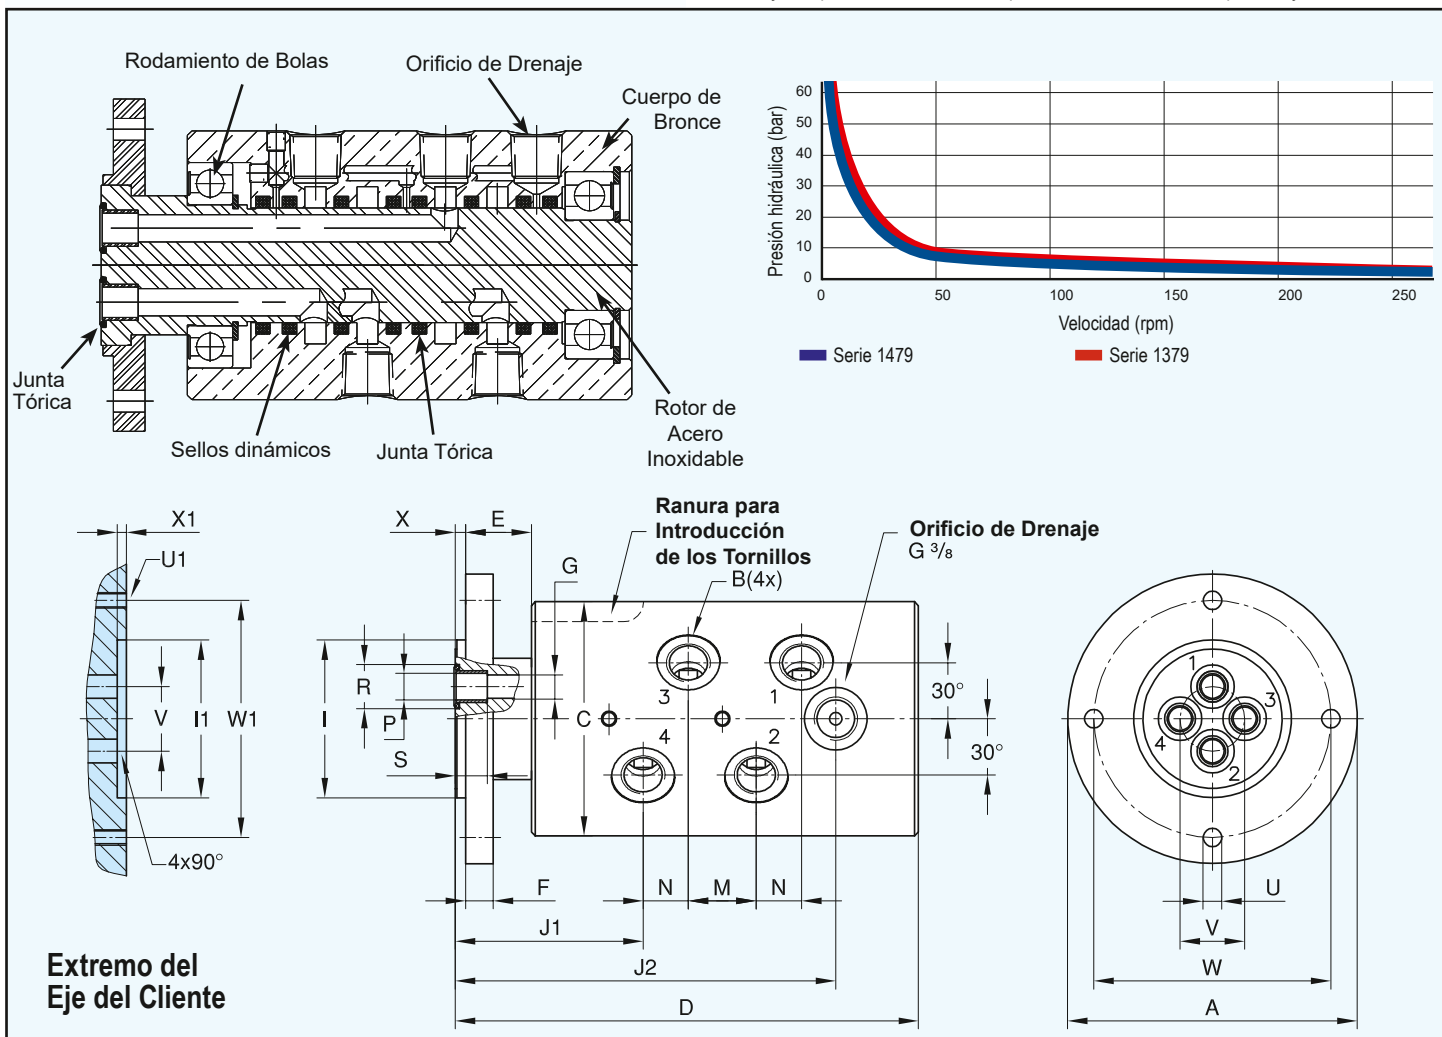 Rodamiento de Bolas
Orificio de Drenaje
Cuerpo de
Bronce
Junta
Tórica
Sellos dinámicos
Junta Tórica
Rotor de
Acero
Inoxidable
Presión hidráulica (bar)
60
50
40
30
20
10
0
0
50
100
150
200
250
Velocidad (rpm)
Serie 1479
Serie 1379
X1
U1
V
I1
W1
4x90°
Extremo del
Eje del Cliente
X
E
G
Ranura para
Introducción
de los Tornillos
B(4x)
Orificio de Drenaje
G 3/8
R
P
S
I
C
3
1
4
2
30°
30°
F
N
M
N
J1
J2
D
1
3
4
2
U
V
W
A